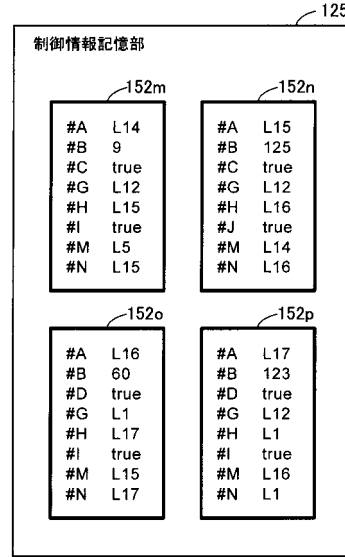 125
制御情報記憶部
152m
#A L14
#B 9
#C true
#G L12
#H L15
#I true
#M L5
#N L15
152n
#A L15
#B 125
#C true
#G L12
#H L16
#J true
#M L14
#N L16
152o
#A L16
#B 60
#D true
#G L1
#H L17
#I true
#M L15
#N L17
152p
#A L17
#B 123
#D true
#G L12
#H L1
#I true
#M L16
#N L1